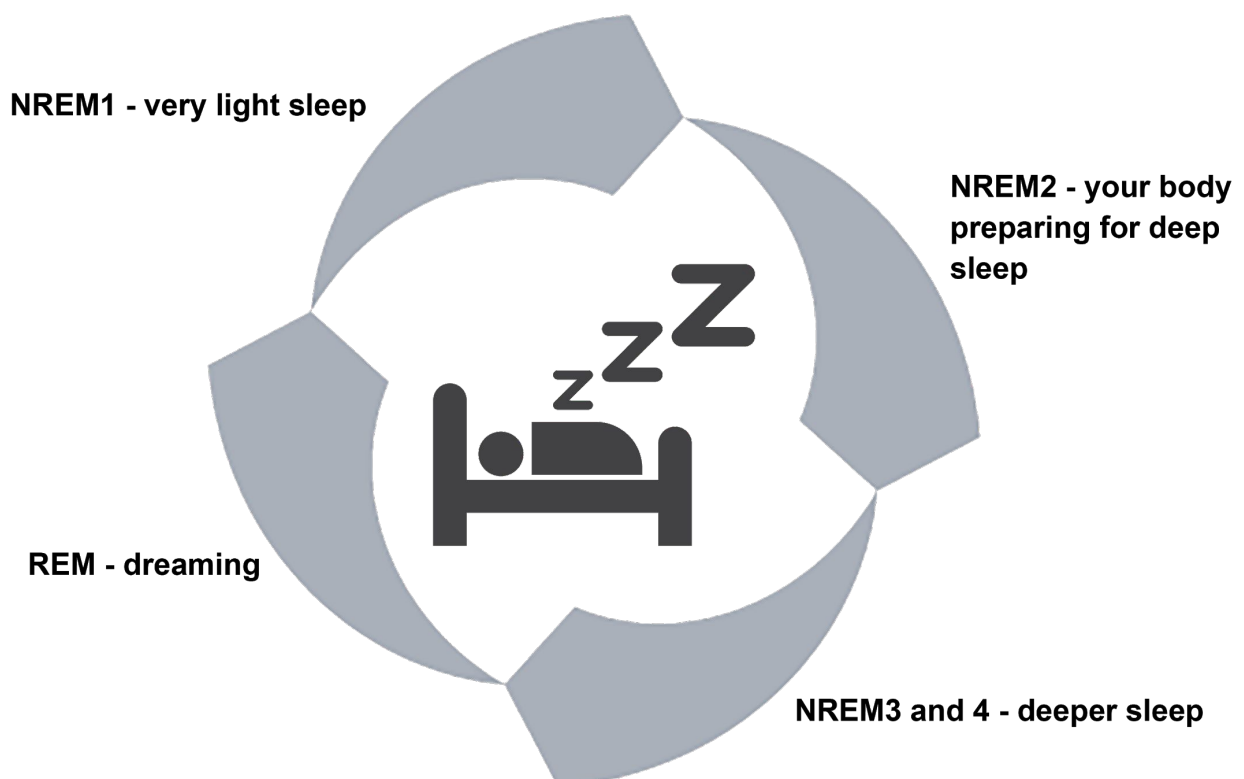 NREM1 - very light sleep
NREM2 - your body
preparing for deep
sleep
REM - dreaming
NREM3 and 4 - deeper sleep